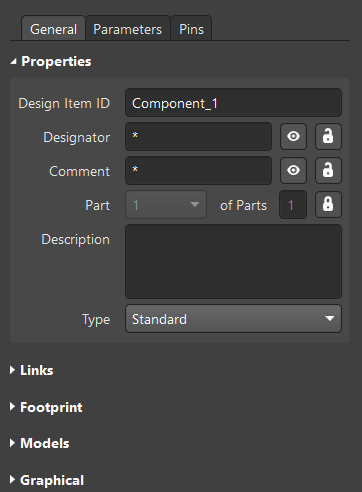 General Parameters Pins
Properties
Design Item ID Component_1
Designator *
Comment *
Part 1 of Parts 1
Description
Type Standard
Links
Footprint
Models
Graphical